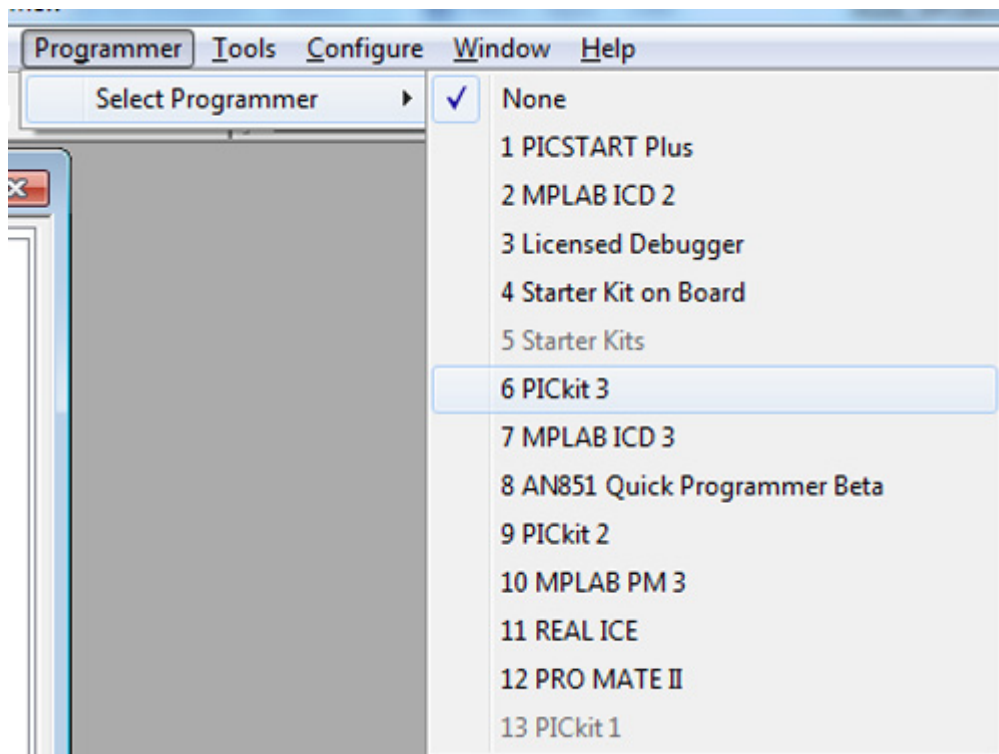 Programmer Tools Configure Window Help
Select Programmer
None
1 PICSTART Plus
2 MPLAB ICD 2
3 Licensed Debugger
4 Starter Kit on Board
5 Starter Kits
6 PICkit 3
7 MPLAB ICD 3
8 AN851 Quick Programmer Beta
9 PICkit 2
10 MPLAB PM 3
11 REAL ICE
12 PRO MATE II
13 PICkit 1